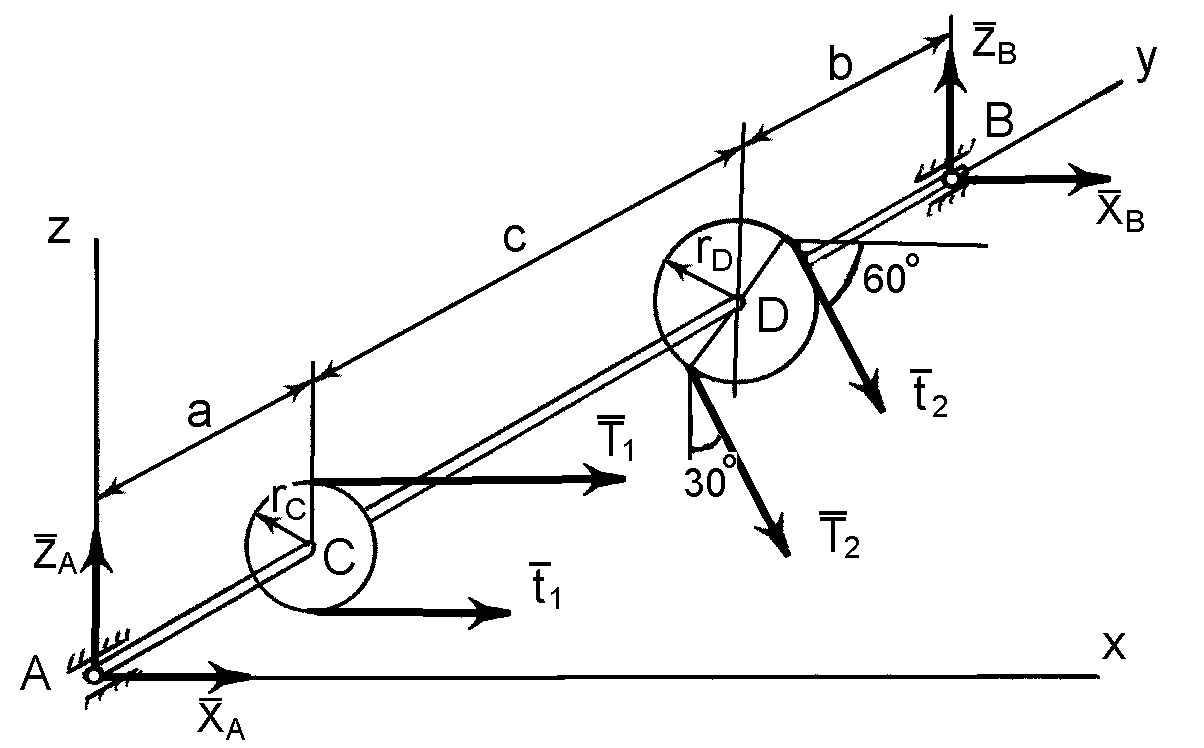 z̅B
b
y
B
x̅B
z
c
rD
60°
D
a
t̅2
T̅1
rC
30°
T̅2
z̅A
C
t̅1
x
A
x̅A